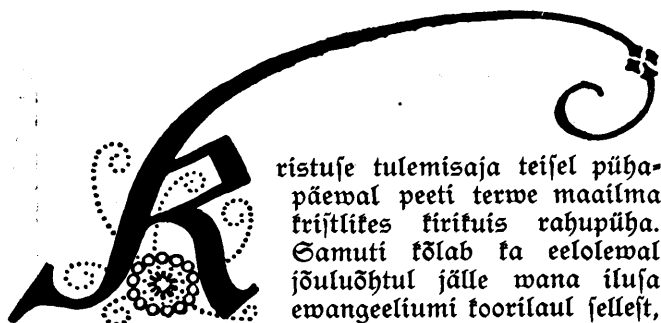 Kristuse tulemisaja teisel püha-
päewal peeti terwe maailma
kristlikes kirikuis rahupüha.
Samuti kõlab ka eelolewal
jõuluõhtul jälle wana ilusa
ewangeeliumi koorilaul sellest,